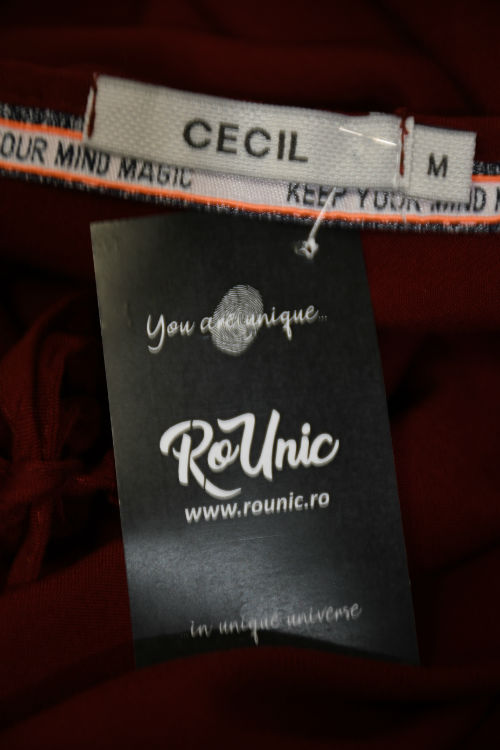 CECIL
M
OUR MIND MAGIC KEEP YOUR MIND M
You are unique...
RoUnic
www.rounic.ro
in unique universe